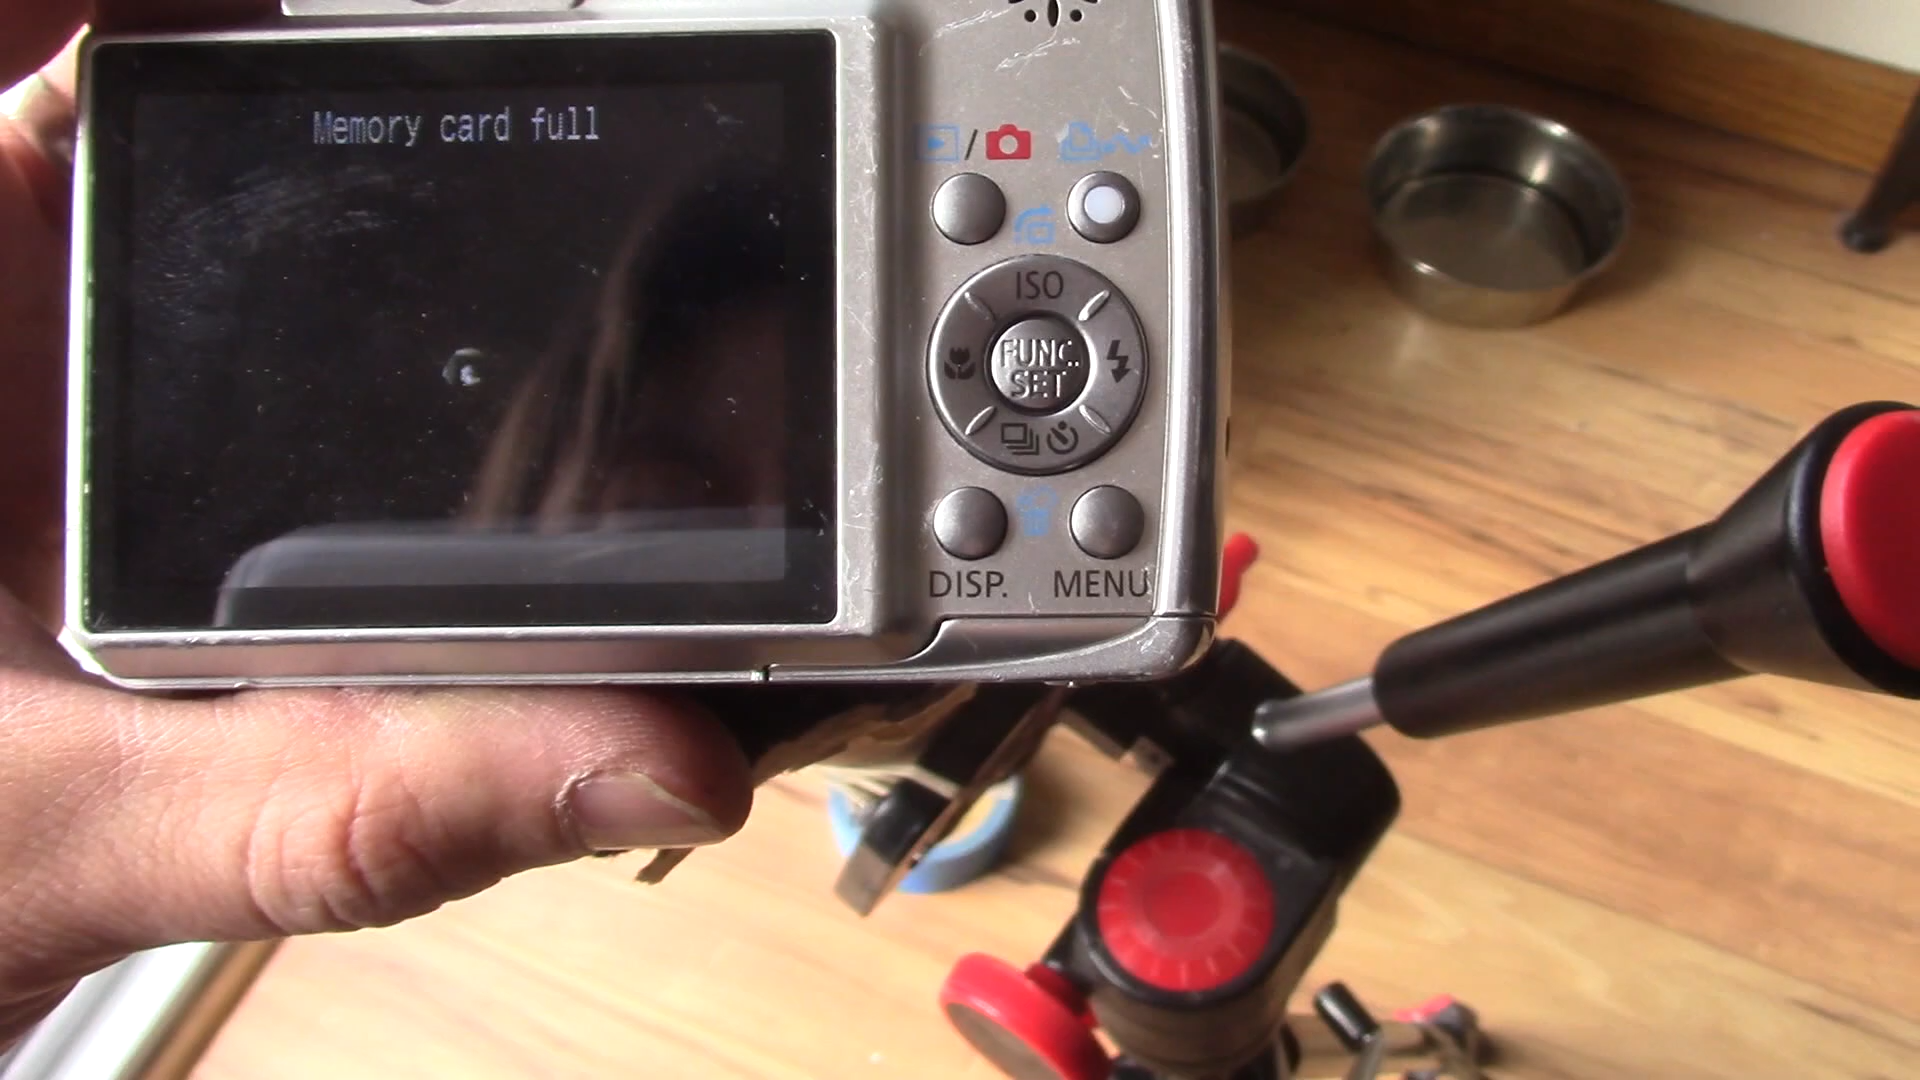 Memory card full
ISO
FUNC.
SET
DISP.
MENU